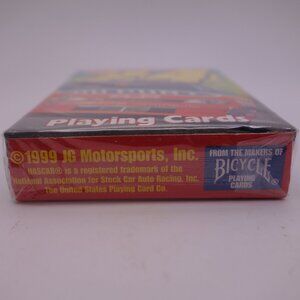 Playing Cards
© 1999 JG Motorsports, Inc.
NASCAR® is a registered trademark of the
National Association for Stock Car Auto Racing, Inc.
The United States Playing Card Co.
FROM THE MAKERS OF
BICYCLE
PLAYING
CARDS